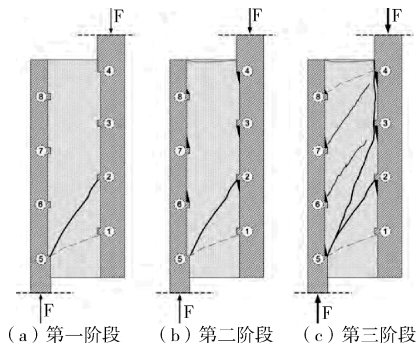 F F F
④ ④ ④
⑧ ⑧ ⑧
③ ③ ③
⑦ ⑦ ⑦
② ② ②
⑥ ⑥ ⑥
① ① ①
⑤ ⑤ ⑤
F F F
(a)第一阶段 (b)第二阶段 (c)第三阶段